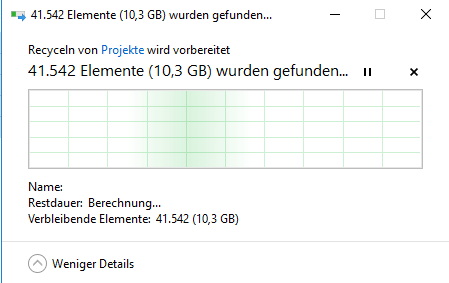 41.542 Elemente (10,3 GB) wurden gefunden...
Recyceln von Projekte wird vorbereitet
41.542 Elemente (10,3 GB) wurden gefunden...
Name:
Restdauer: Berechnung...
Verbleibende Elemente: 41.542 (10,3 GB)
Weniger Details